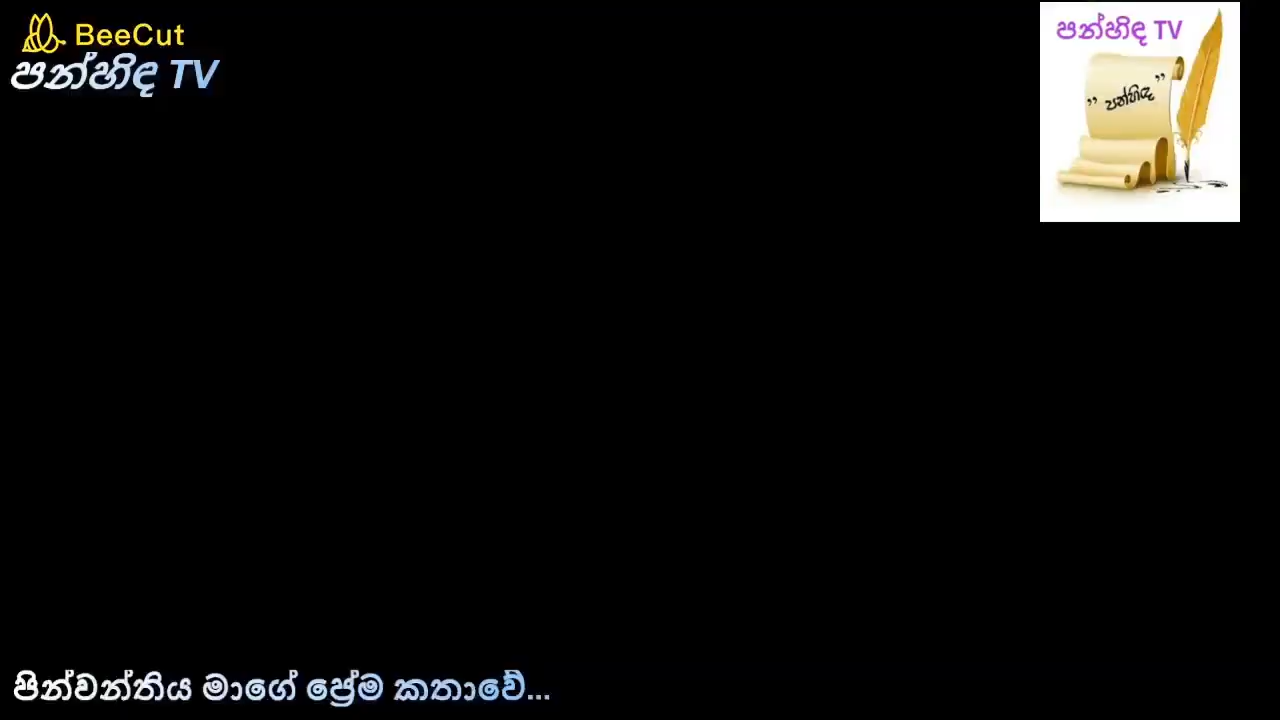 BeeCut
පන්හිඳ TV
පන්හිඳ TV
" පන්හිඳ "
පින්වන්තිය මාගේ ප්‍රේම කතාවේ...